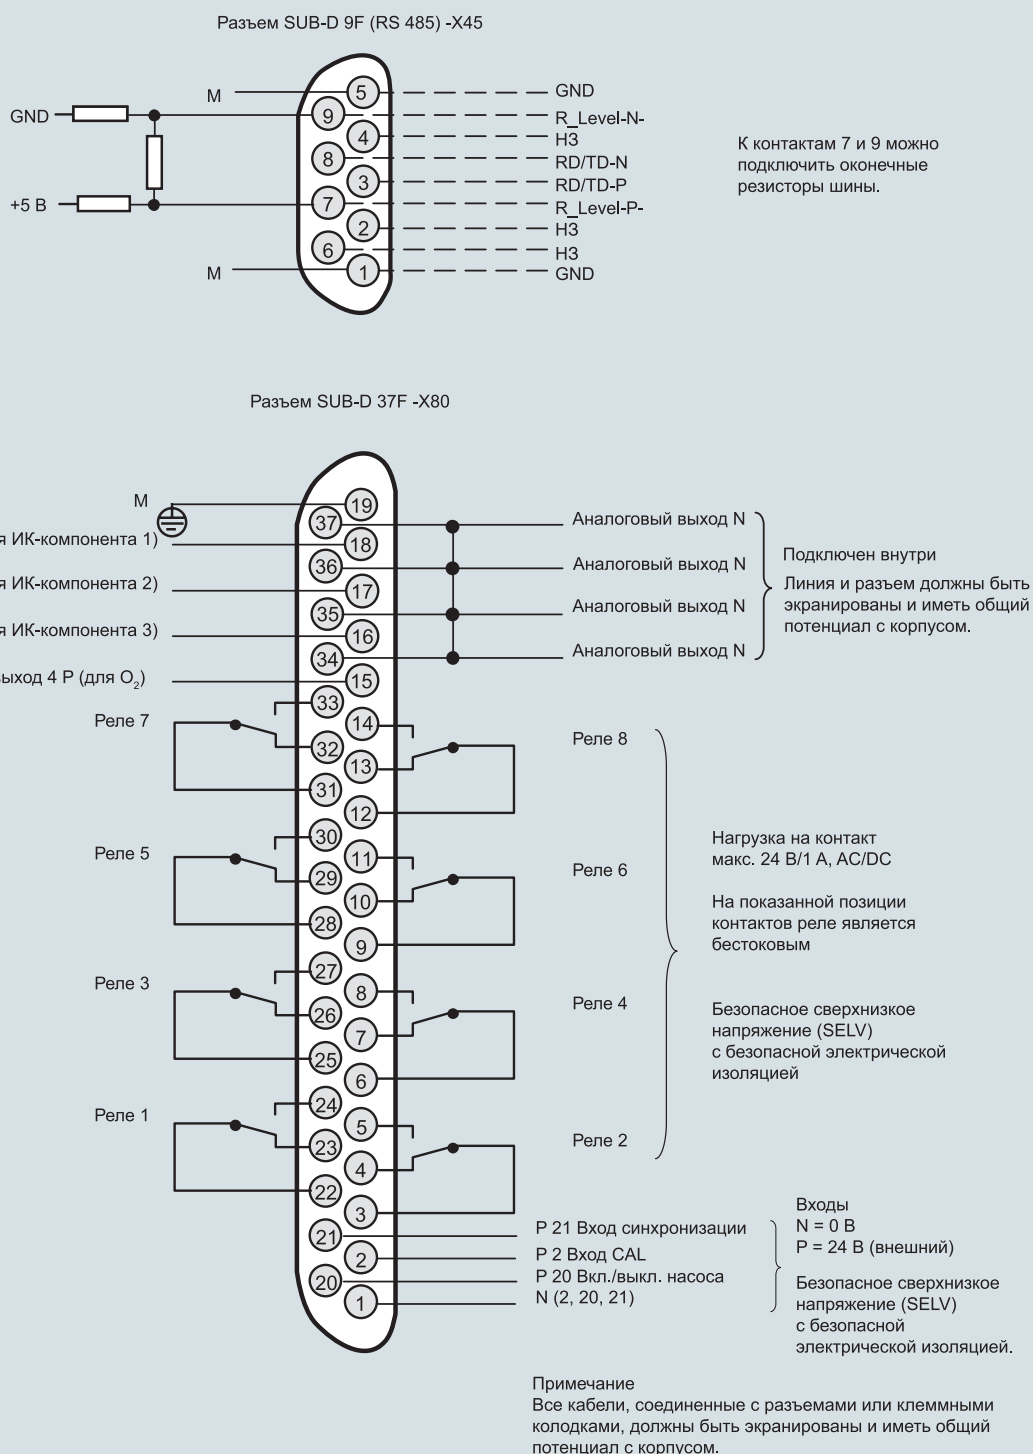 Разъем SUB-D 9F (RS 485) -X45
M
5
GND
GND
9
R_Level-N-
4
НЗ
8
RD/TD-N
3
RD/TD-P
+5 В
7
R_Level-P-
2
НЗ
6
НЗ
M
1
GND
К контактам 7 и 9 можно
подключить оконечные
резисторы шины.
Разъем SUB-D 37F -X80
M
19
37
Аналоговый выход N
я ИК-компонента 1)
18
36
Аналоговый выход N
я ИК-компонента 2)
17
35
Аналоговый выход N
я ИК-компонента 3)
16
34
Аналоговый выход N
выход 4 P (для O₂)
15
Подключен внутри
Линия и разъем должны быть
экранированы и иметь общий
потенциал с корпусом.
33
Реле 7
14
Реле 8
32
13
31
12
30
Реле 5
11
Реле 6
29
10
28
9
27
Реле 3
8
Реле 4
26
7
25
6
24
Реле 1
5
Реле 2
23
4
22
3
Нагрузка на контакт
макс. 24 В/1 А, AC/DC
На показанной позиции
контактов реле является
бестоковым
Безопасное сверхнизкое
напряжение (SELV)
с безопасной электрической
изоляцией
21
P 21 Вход синхронизации
2
P 2 Вход CAL
20
P 20 Вкл./выкл. насоса
1
N (2, 20, 21)
Входы
N = 0 В
P = 24 В (внешний)
Безопасное сверхнизкое
напряжение (SELV)
с безопасной
электрической изоляцией.
Примечание
Все кабели, соединенные с разъемами или клеммными
колодками, должны быть экранированы и иметь общий
потенциал с корпусом.